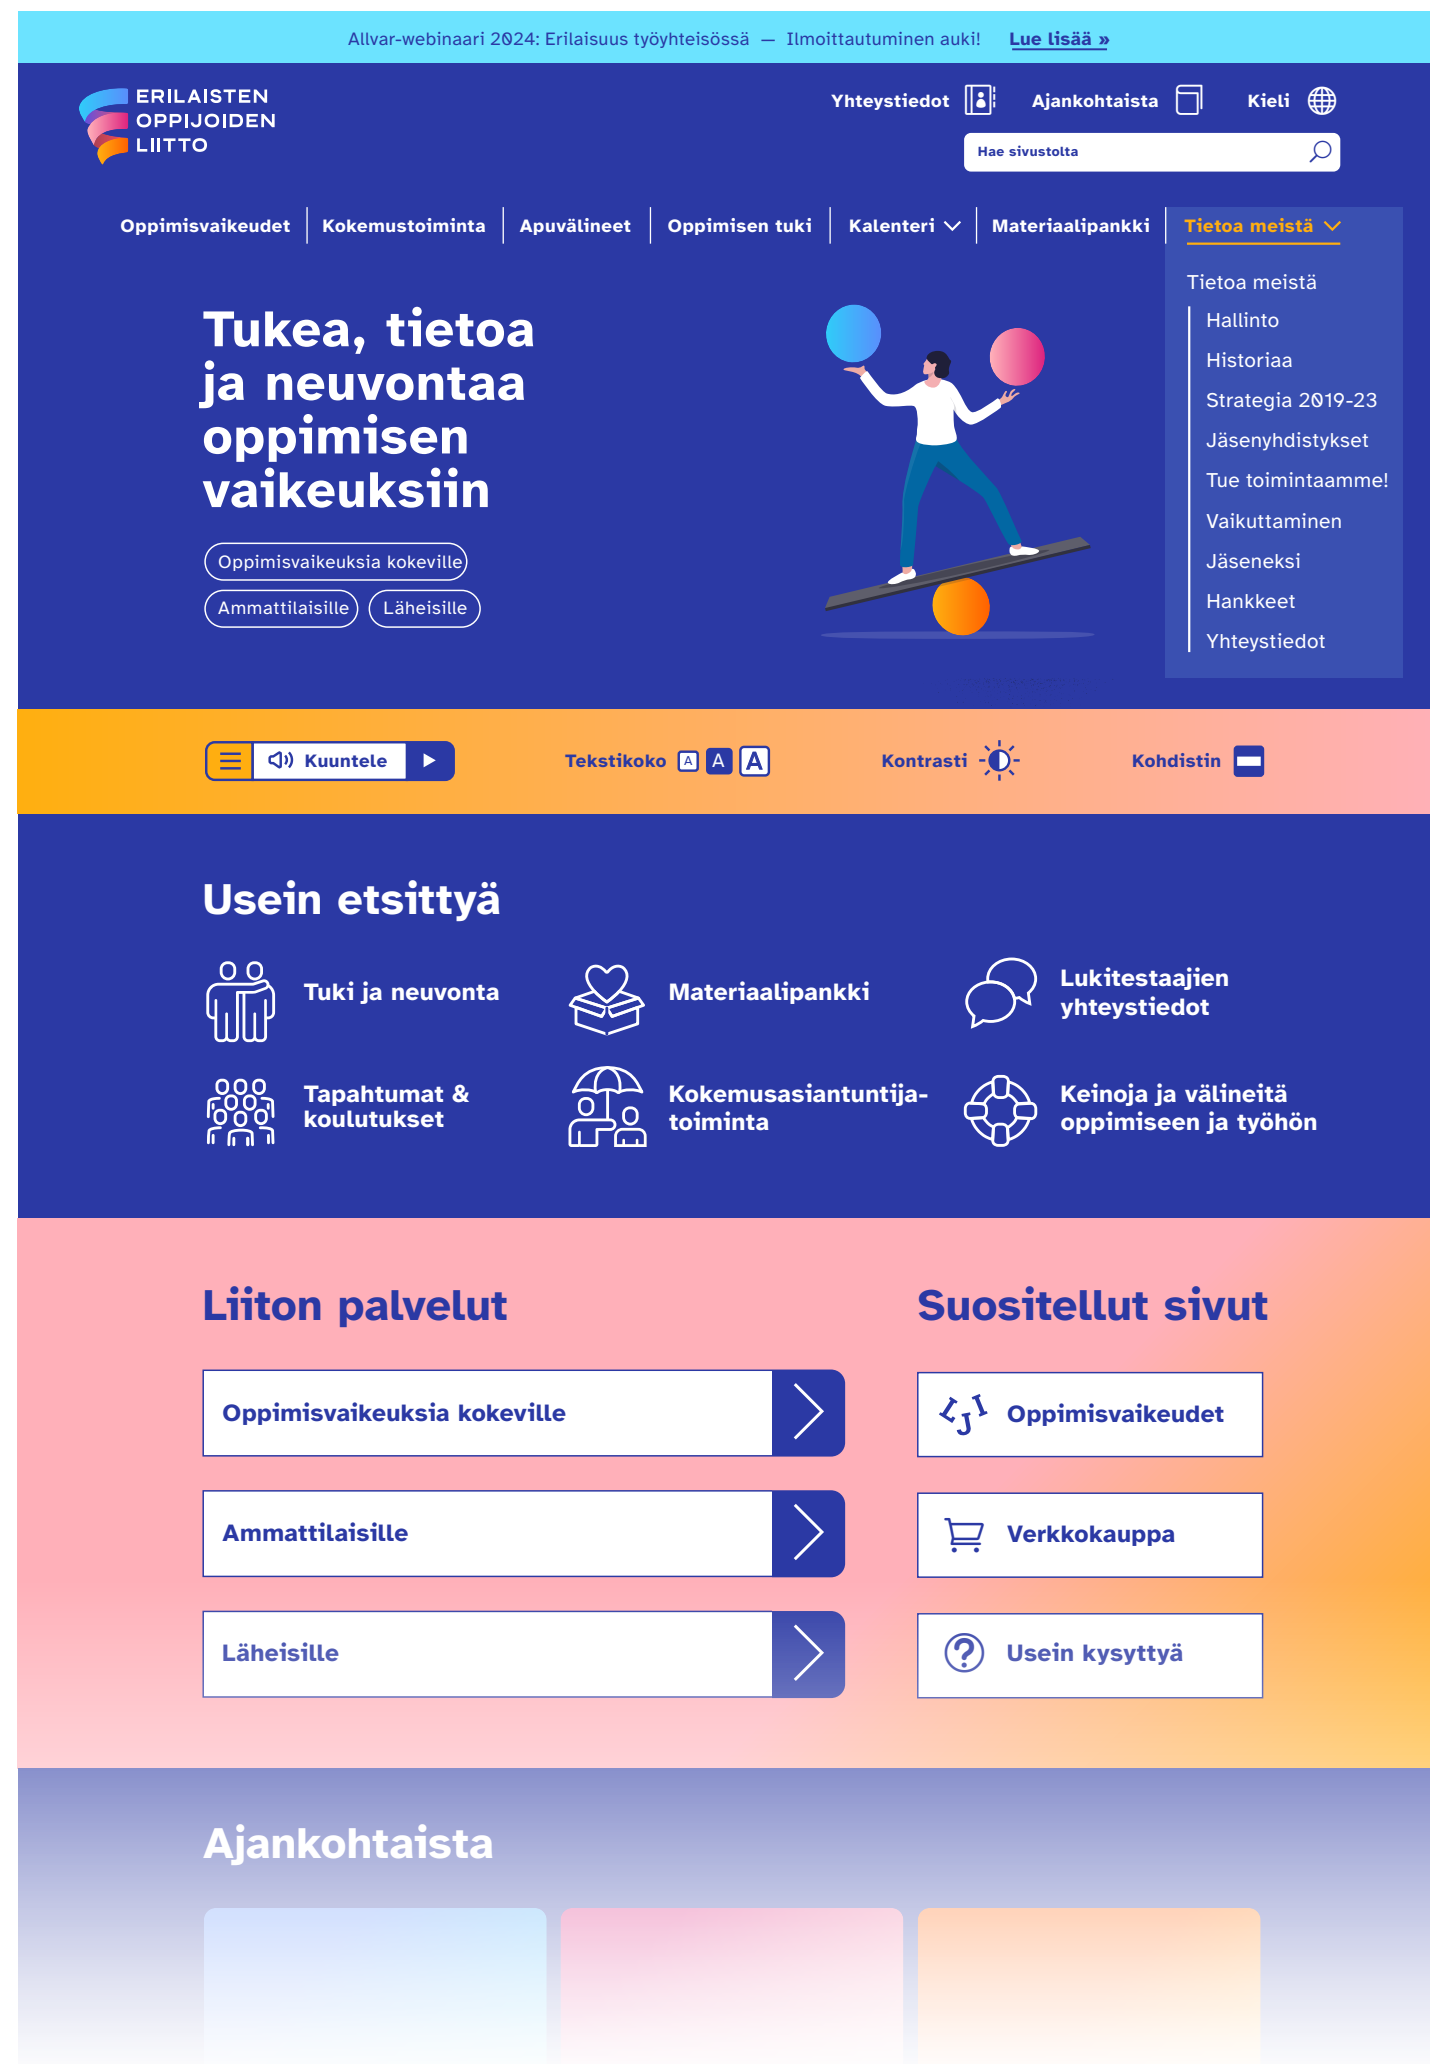 Allvar-webinaari 2024: Erilaisuus työyhteisössä — Ilmoittautuminen auki! Lue lisää »
ERILAISTEN
OPPIJOIDEN
LIITTO
Yhteystiedot
Ajankohtaista
Kieli
Hae sivustolta
Oppimisvaikeudet
Kokemustoiminta
Apuvälineet
Oppimisen tuki
Kalenteri
Materiaalipankki
Tietoa meistä
Tietoa meistä
Hallinto
Historiaa
Strategia 2019-23
Jäsenyhdistykset
Tue toimintaamme!
Vaikuttaminen
Jäseneksi
Hankkeet
Yhteystiedot
Tukea, tietoa
ja neuvontaa
oppimisen
vaikeuksiin
Oppimisvaikeuksia kokeville
Ammattilaisille
Läheisille
Kuuntele
Tekstikoko A A A
Kontrasti
Kohdistin
Usein etsittyä
Tuki ja neuvonta
Materiaalipankki
Lukitestaajien
yhteystiedot
Tapahtumat &
koulutukset
Kokemusasiantuntija-
toiminta
Keinoja ja välineitä
oppimiseen ja työhön
Liiton palvelut
Oppimisvaikeuksia kokeville
Ammattilaisille
Läheisille
Suositellut sivut
Oppimisvaikeudet
Verkkokauppa
Usein kysyttyä
Ajankohtaista